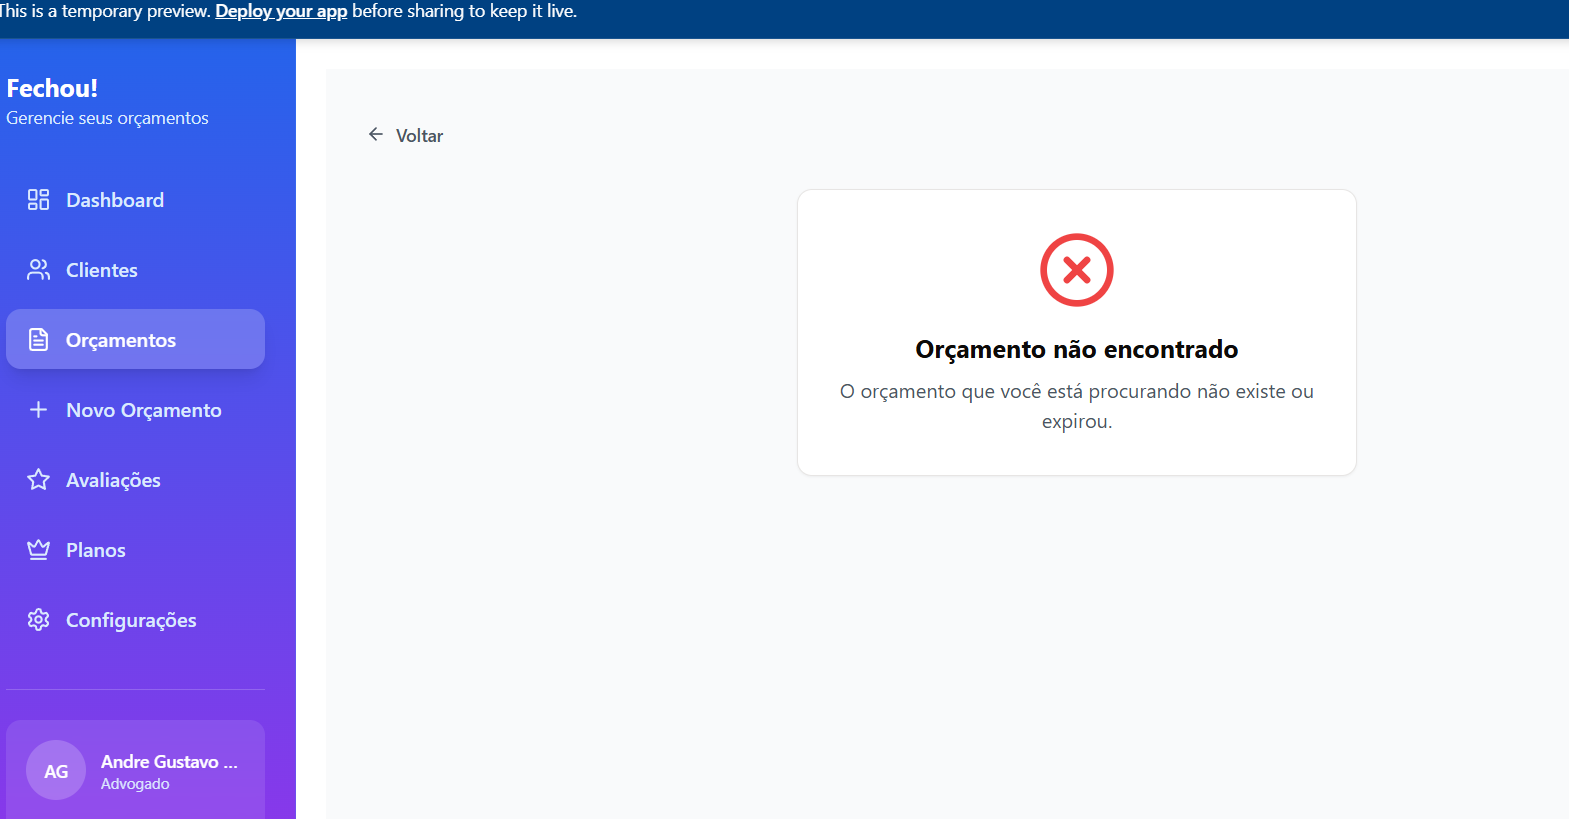 This is a temporary preview. Deploy your app before sharing to keep it live.
Fechou!
Gerencie seus orçamentos
Dashboard
Clientes
Orçamentos
Novo Orçamento
Avaliações
Planos
Configurações
AG
Andre Gustavo ...
Advogado
Voltar
Orçamento não encontrado
O orçamento que você está procurando não existe ou
expirou.